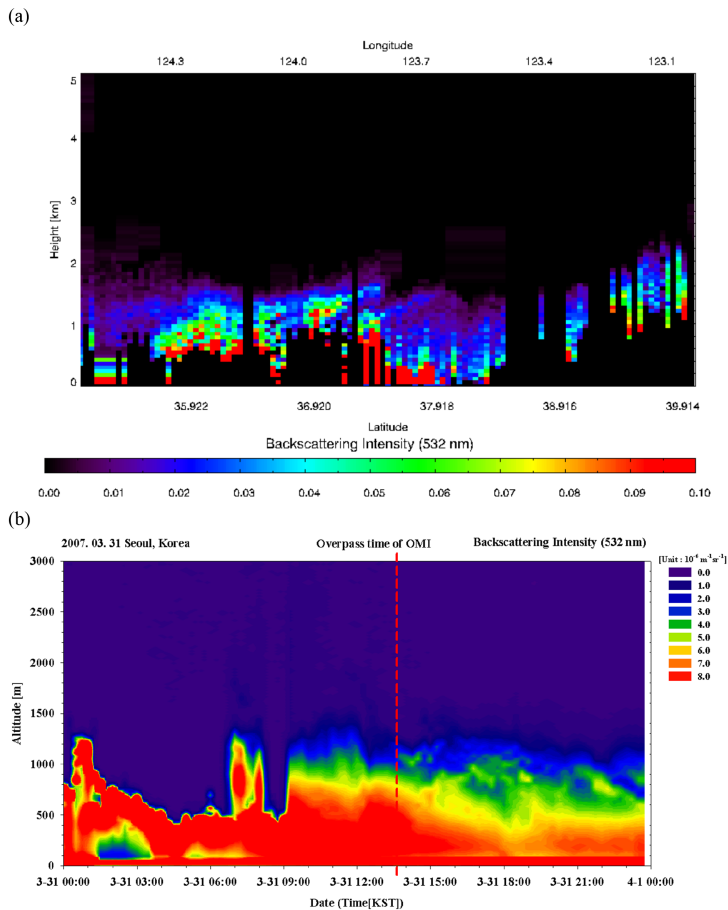 (a)
Longitude
124.3 124.0 123.7 123.4 123.1
5
4
3
2
1
0
Height [km]
35.922 36.920 37.918 38.916 39.914
Latitude
Backscattering Intensity (532 nm)
0.00 0.01 0.02 0.03 0.04 0.05 0.06 0.07 0.08 0.09 0.10
(b)
2007. 03. 31 Seoul, Korea Overpass time of OMI Backscattering Intensity (532 nm)
[Unit : 10⁻⁶ m⁻¹sr⁻¹]
0.0
1.0
2.0
3.0
4.0
5.0
6.0
7.0
8.0
3000
2500
2000
1500
1000
500
0
Altitude [m]
3-31 00:00 3-31 03:00 3-31 06:00 3-31 09:00 3-31 12:00 3-31 15:00 3-31 18:00 3-31 21:00 4-1 00:00
Date (Time[KST])